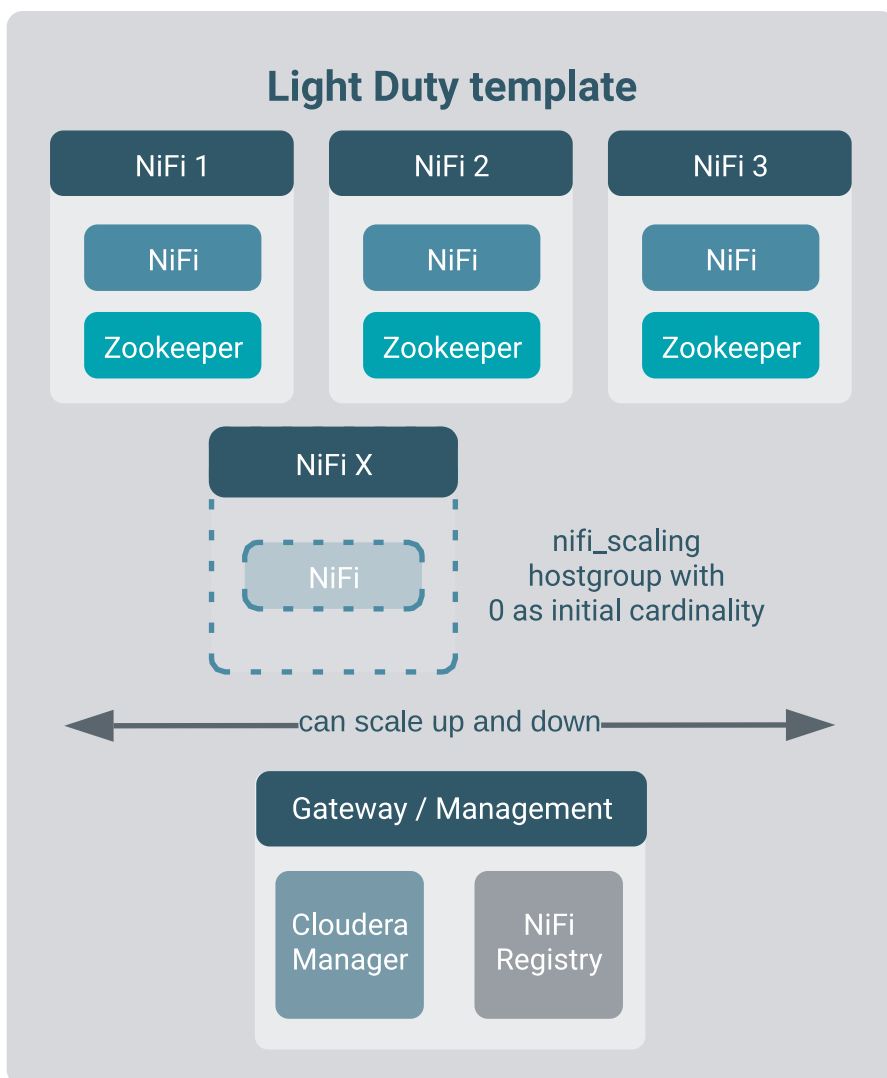 Light Duty template
NiFi 1
NiFi 2
NiFi 3
NiFi
NiFi
NiFi
Zookeeper
Zookeeper
Zookeeper
NiFi X
NiFi
nifi_scaling
hostgroup with
0 as initial cardinality
can scale up and down
Gateway / Management
Cloudera
Manager
NiFi
Registry